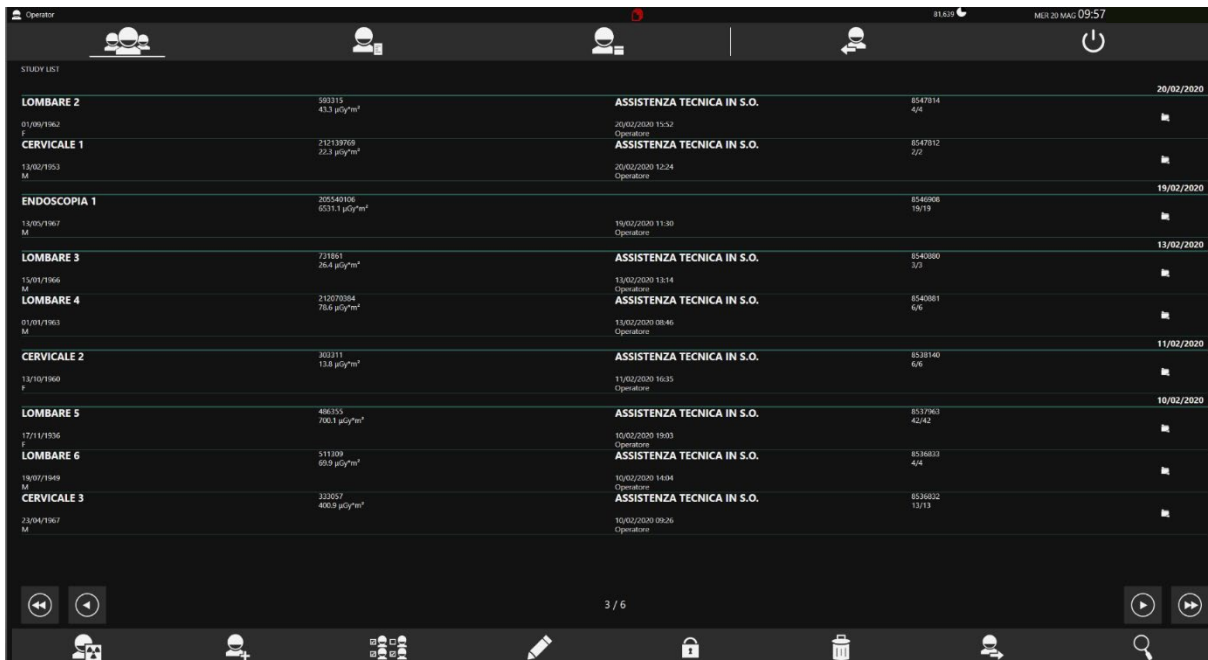 Operator 81,639 MER 20 MAG 09:57
STUDY LIST
20/02/2020
LOMBARE 2 593315 ASSISTENZA TECNICA IN S.O. 8547814
43.3 µGy*m² 4/4
01/09/1962 20/02/2020 15:52
F Operatore
CERVICALE 1 212139769 ASSISTENZA TECNICA IN S.O. 8547812
22.3 µGy*m² 2/2
13/02/1953 20/02/2020 12:24
M Operatore
19/02/2020
ENDOSCOPIA 1 205540106 8546908
6531.1 µGy*m² 19/19
13/05/1967 19/02/2020 11:30
M Operatore
13/02/2020
LOMBARE 3 731861 ASSISTENZA TECNICA IN S.O. 8540880
26.4 µGy*m² 3/3
15/01/1966 13/02/2020 13:14
M Operatore
LOMBARE 4 212070384 ASSISTENZA TECNICA IN S.O. 8540881
78.6 µGy*m² 6/6
01/01/1963 13/02/2020 08:46
M Operatore
11/02/2020
CERVICALE 2 303311 ASSISTENZA TECNICA IN S.O. 8538140
13.8 µGy*m² 6/6
13/10/1960 11/02/2020 16:35
F Operatore
10/02/2020
LOMBARE 5 486355 ASSISTENZA TECNICA IN S.O. 8537963
700.1 µGy*m² 42/42
17/11/1936 10/02/2020 19:03
F Operatore
LOMBARE 6 511309 ASSISTENZA TECNICA IN S.O. 8536833
69.9 µGy*m² 4/4
19/07/1949 10/02/2020 14:04
M Operatore
CERVICALE 3 333057 ASSISTENZA TECNICA IN S.O. 8536832
400.9 µGy*m² 13/13
23/04/1967 10/02/2020 09:26
M Operatore
3 / 6